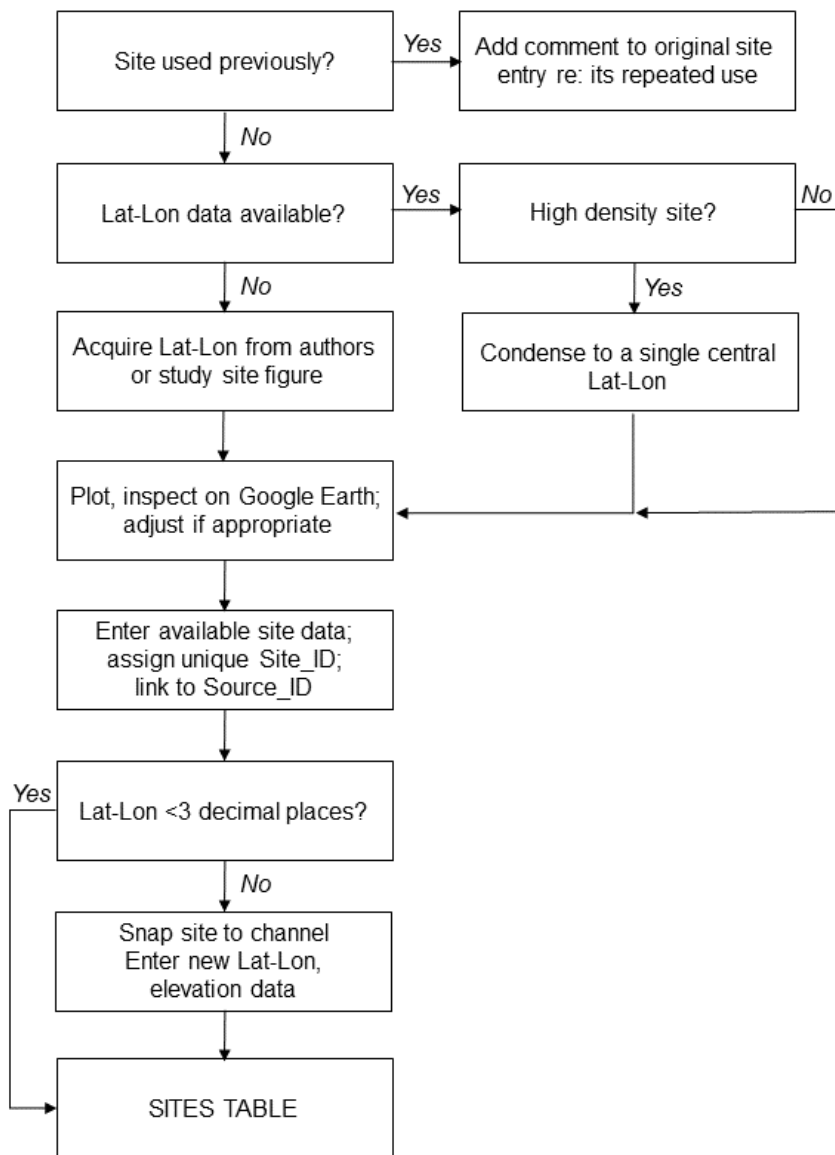 Site used previously?
Yes
Add comment to original site
entry re: its repeated use
No
Lat-Lon data available?
Yes
High density site?
No
No
Yes
Acquire Lat-Lon from authors
or study site figure
Condense to a single central
Lat-Lon
Plot, inspect on Google Earth;
adjust if appropriate
Enter available site data;
assign unique Site_ID;
link to Source_ID
Yes
Lat-Lon <3 decimal places?
No
Snap site to channel
Enter new Lat-Lon,
elevation data
SITES TABLE